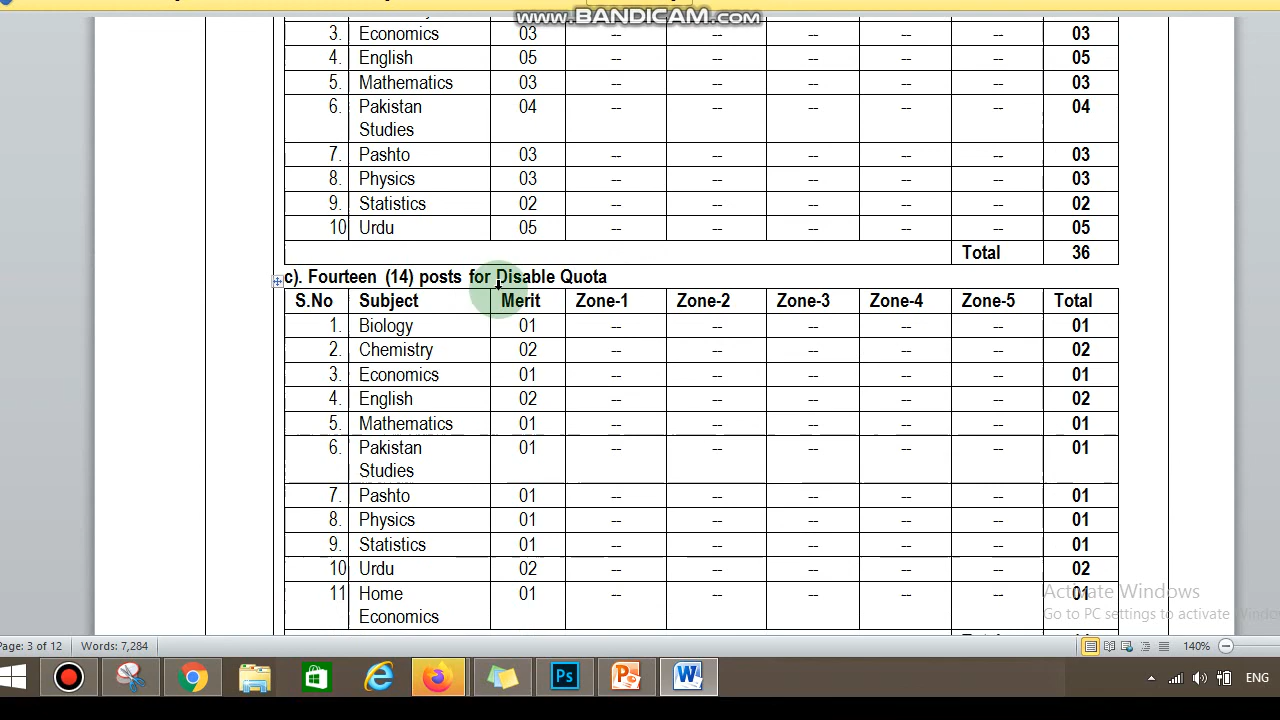 www.BANDICAM.com
3. Economics 03 -- -- -- -- -- 03
4. English 05 -- -- -- -- -- 05
5. Mathematics 03 -- -- -- -- -- 03
6. Pakistan 04 -- -- -- -- -- 04
Studies
7. Pashto 03 -- -- -- -- -- 03
8. Physics 03 -- -- -- -- -- 03
9. Statistics 02 -- -- -- -- -- 02
10 Urdu 05 -- -- -- -- -- 05
Total 36
c). Fourteen (14) posts for Disable Quota
S.No Subject Merit Zone-1 Zone-2 Zone-3 Zone-4 Zone-5 Total
1. Biology 01 -- -- -- -- -- 01
2. Chemistry 02 -- -- -- -- -- 02
3. Economics 01 -- -- -- -- -- 01
4. English 02 -- -- -- -- -- 02
5. Mathematics 01 -- -- -- -- -- 01
6. Pakistan 01 -- -- -- -- -- 01
Studies
7. Pashto 01 -- -- -- -- -- 01
8. Physics 01 -- -- -- -- -- 01
9. Statistics 01 -- -- -- -- -- 01
10 Urdu 02 -- -- -- -- -- 02
11 Home 01 -- -- -- -- -- 01
Economics
Activate Windows
Go to PC settings to activate Windo
Page: 3 of 12 Words: 7,284 140%
Ps P W ENG